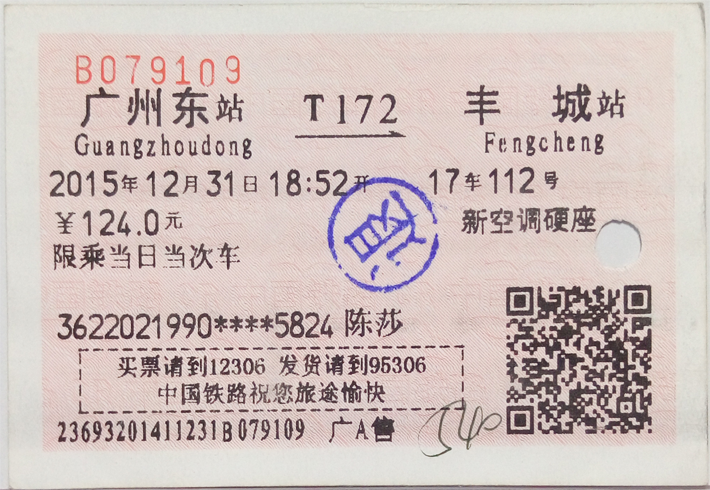 B079109
广州东站 T172 丰城站
Guangzhoudong Fengcheng
2015年12月31日 18:52开 17车112号
￥124.0元 新空调硬座
限乘当日当次车
3622021990****5824 陈莎
买票请到12306 发货请到95306
中国铁路祝您旅途愉快
23693201411231B079109 广A售
540